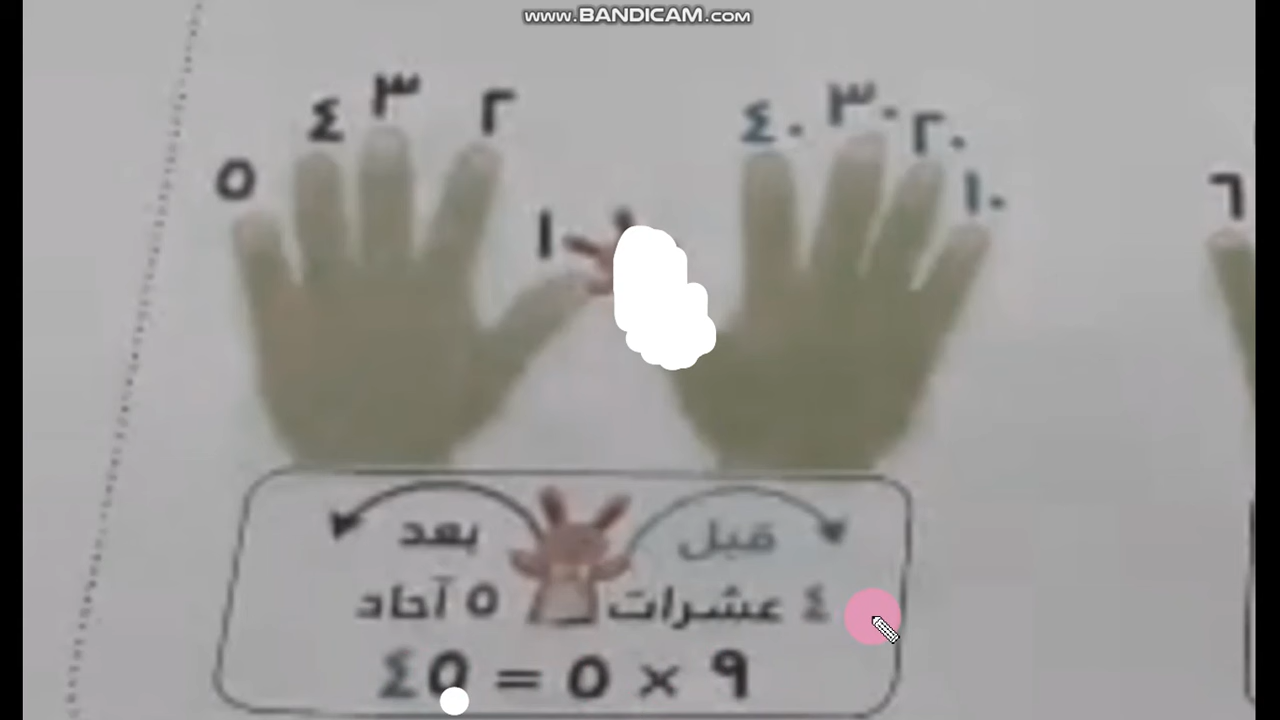 www.BANDICAM.com
١٠ ٢٠ ٣٠ ٤٠
١ ٢ ٣ ٤ ٥
٦
قبل بعد
٤ عشرات ٥ آحاد
٩ × ٥ = ٤٥